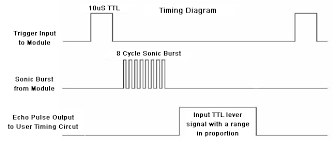 10uS TTL
Timing Diagram
Trigger Input
to Module
8 Cycle Sonic Burst
Sonic Burst
from Module
Echo Pulse Output
to User Timing Circut
Input TTL lever
signal with a range
in proportion